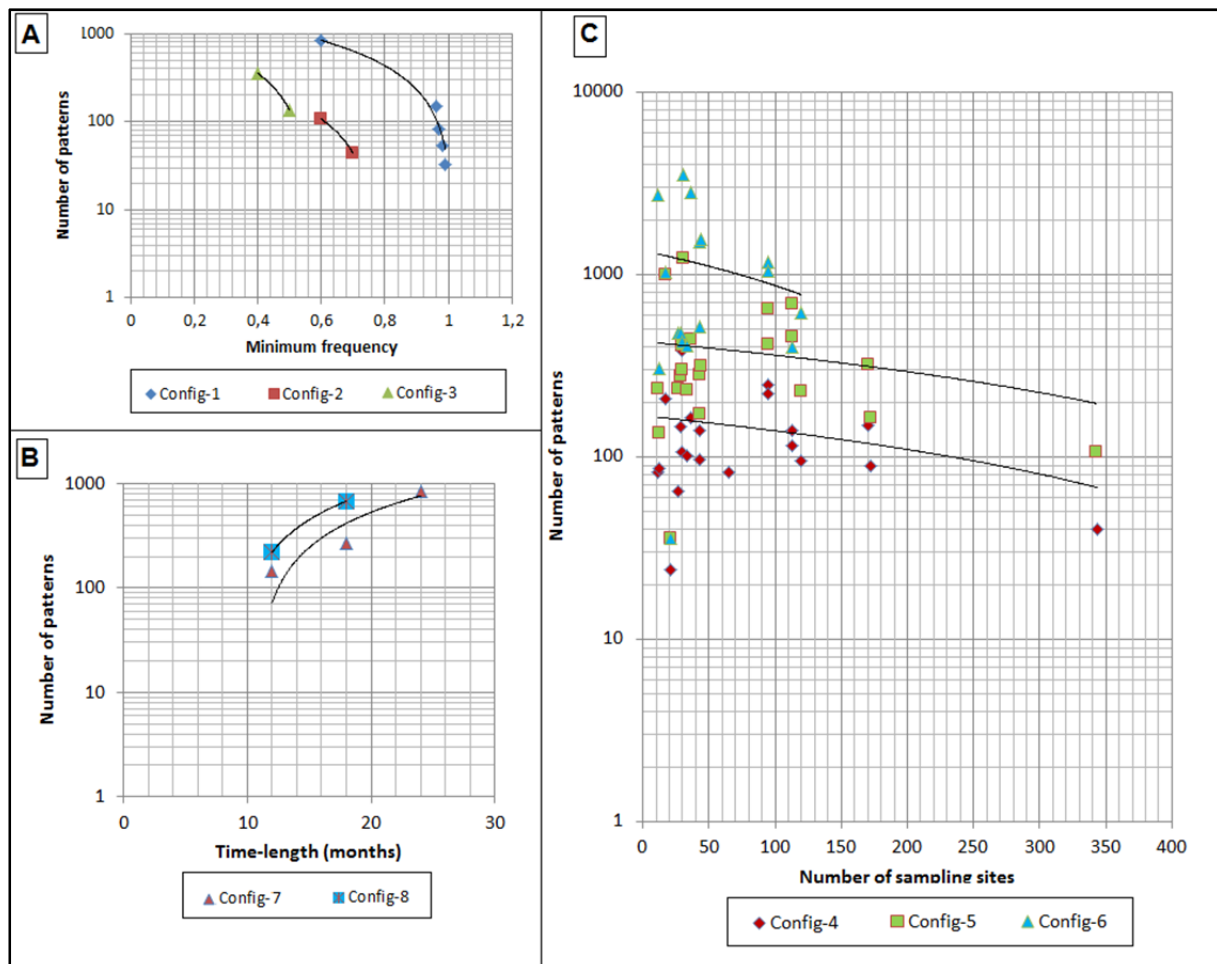 A
Number of patterns
1000
100
10
1
0 0,2 0,4 0,6 0,8 1 1,2
Minimum frequency
Config-1 Config-2 Config-3
B
Number of patterns
1000
100
10
1
0 10 20 30
Time-length (months)
Config-7 Config-8
C
Number of patterns
10000
1000
100
10
1
0 50 100 150 200 250 300 350 400
Number of sampling sites
Config-4 Config-5 Config-6